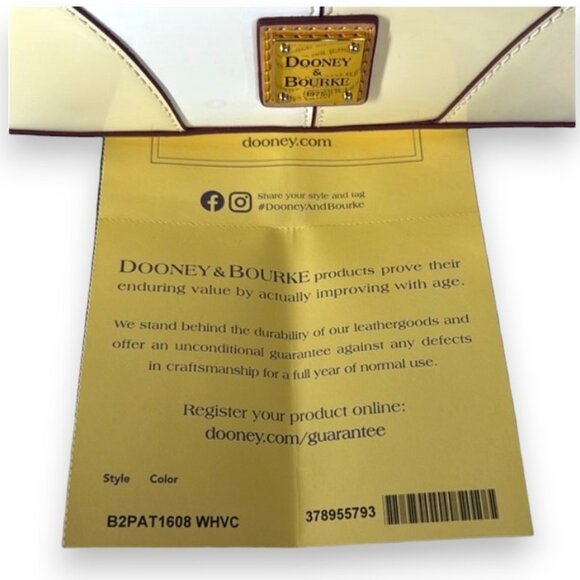 DOONEY
&
BOURKE
1975
dooney.com
Share your style and tag
#DooneyAndBourke
DOONEY & BOURKE products prove their
enduring value by actually improving with age.
We stand behind the durability of our leathergoods and
offer an unconditional guarantee against any defects
in craftsmanship for a full year of normal use.
Register your product online:
dooney.com/guarantee
Style Color
B2PAT1608 WHVC 378955793